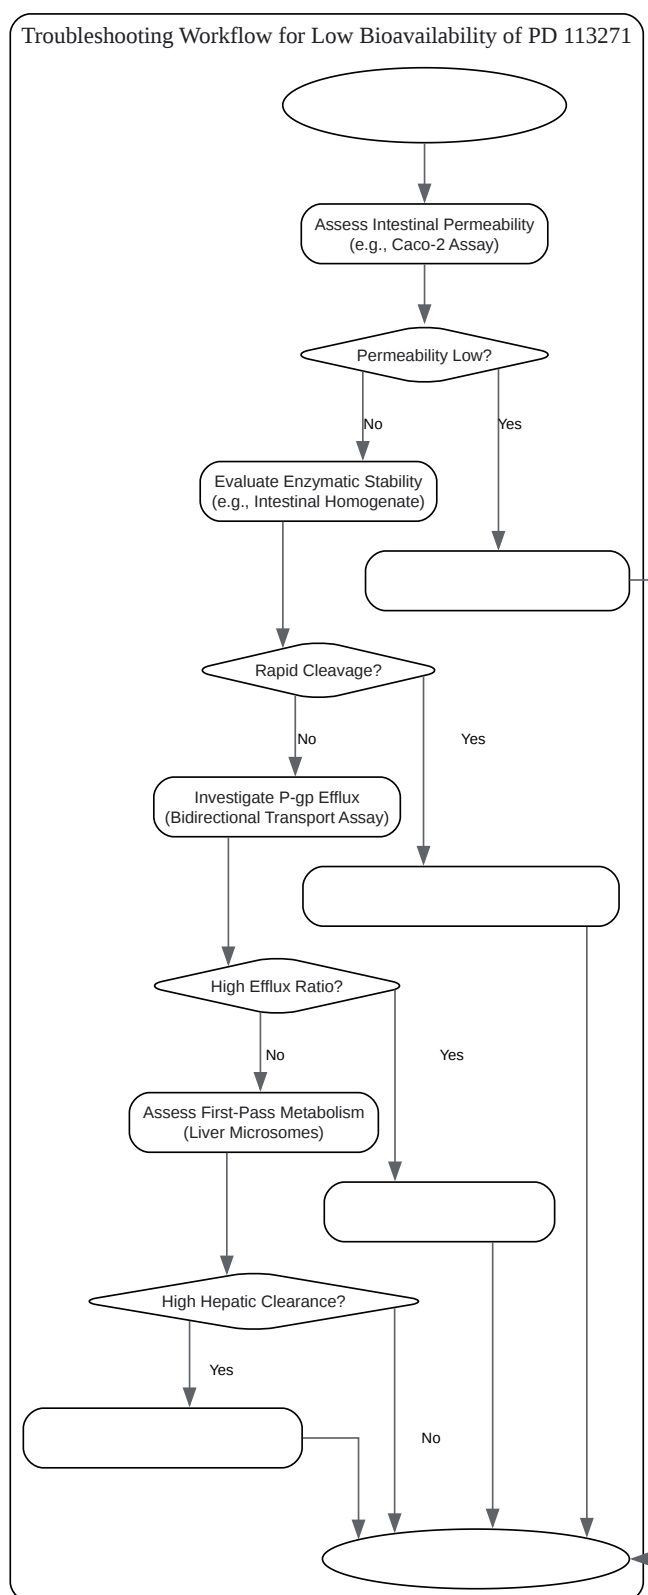 Troubleshooting Workflow for Low Bioavailability of PD 113271
Assess Intestinal Permeability
(e.g., Caco-2 Assay)
Permeability Low?
No
Yes
Evaluate Enzymatic Stability
(e.g., Intestinal Homogenate)
Rapid Cleavage?
No
Yes
Investigate P-gp Efflux
(Bidirectional Transport Assay)
High Efflux Ratio?
No
Yes
Assess First-Pass Metabolism
(Liver Microsomes)
High Hepatic Clearance?
Yes
No